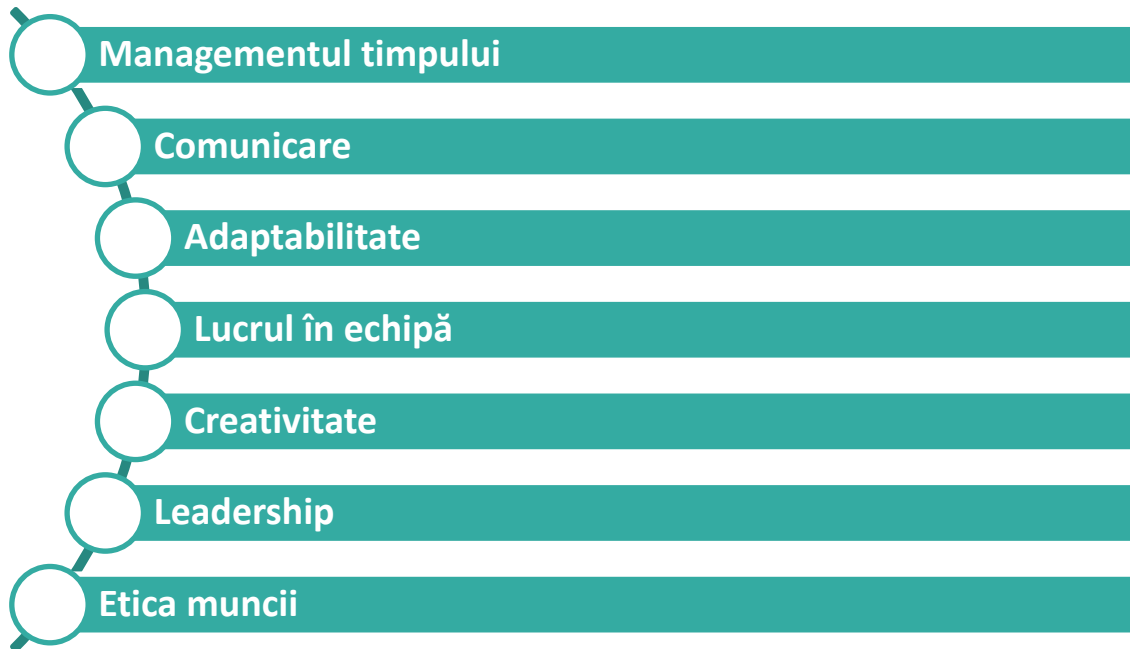 Managementul timpului
Comunicare
Adaptabilitate
Lucrul în echipă
Creativitate
Leadership
Etica muncii